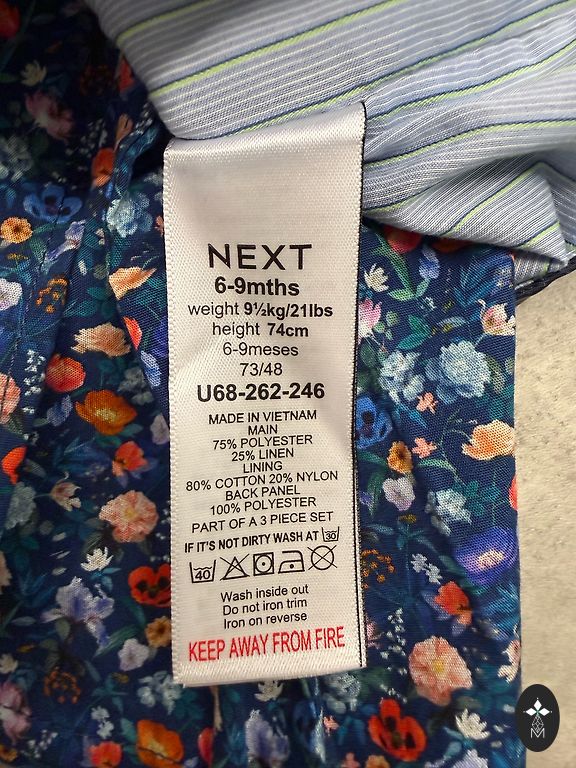 NEXT
6-9mths
weight 9½kg/21lbs
height 74cm
6-9meses
73/48
U68-262-246
MADE IN VIETNAM
MAIN
75% POLYESTER
25% LINEN
LINING
80% COTTON 20% NYLON
BACK PANEL
100% POLYESTER
PART OF A 3 PIECE SET
IF IT'S NOT DIRTY WASH AT 30
40
Wash inside out
Do not iron trim
Iron on reverse
KEEP AWAY FROM FIRE